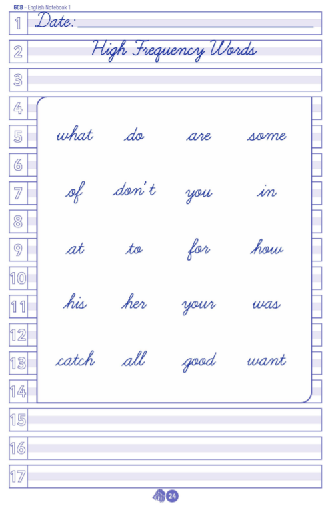 ECB - English Notebook 1
1 Date:
2 High Frequency Words
3
4
5 what do are some
6
7 of don't you in
8
9 at to for how
10
11 his her your was
12
13 catch all good want
14
15
16
17
24